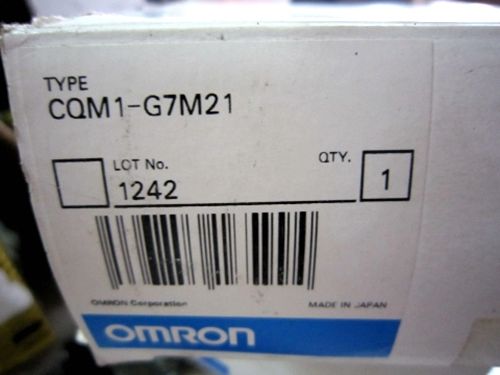 TYPE
CQM1-G7M21
LOT No. QTY.
1242 1
OMRON Corporation MADE IN JAPAN
OMRON